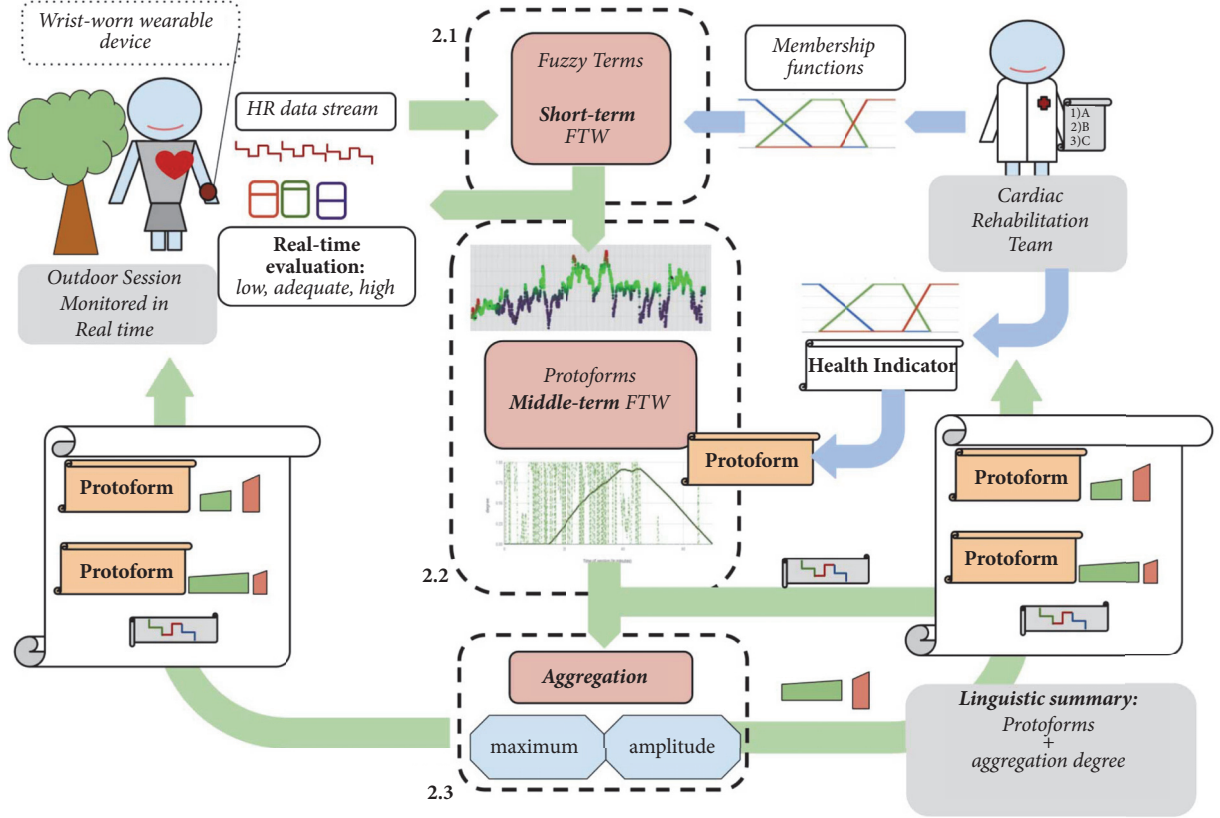 Wrist-worn wearable
device
2.1
Fuzzy Terms
Short-term
FTW
Membership
functions
1)A
2)B
3)C
HR data stream
Real-time
evaluation:
low, adequate, high
Outdoor Session
Monitored in
Real time
Cardiac
Rehabilitation
Team
Protoforms
Middle-term FTW
Health Indicator
Protoform
2.2
Protoform
Protoform
Protoform
Protoform
Aggregation
maximum
amplitude
2.3
Linguistic summary:
Protoforms
+
aggregation degree